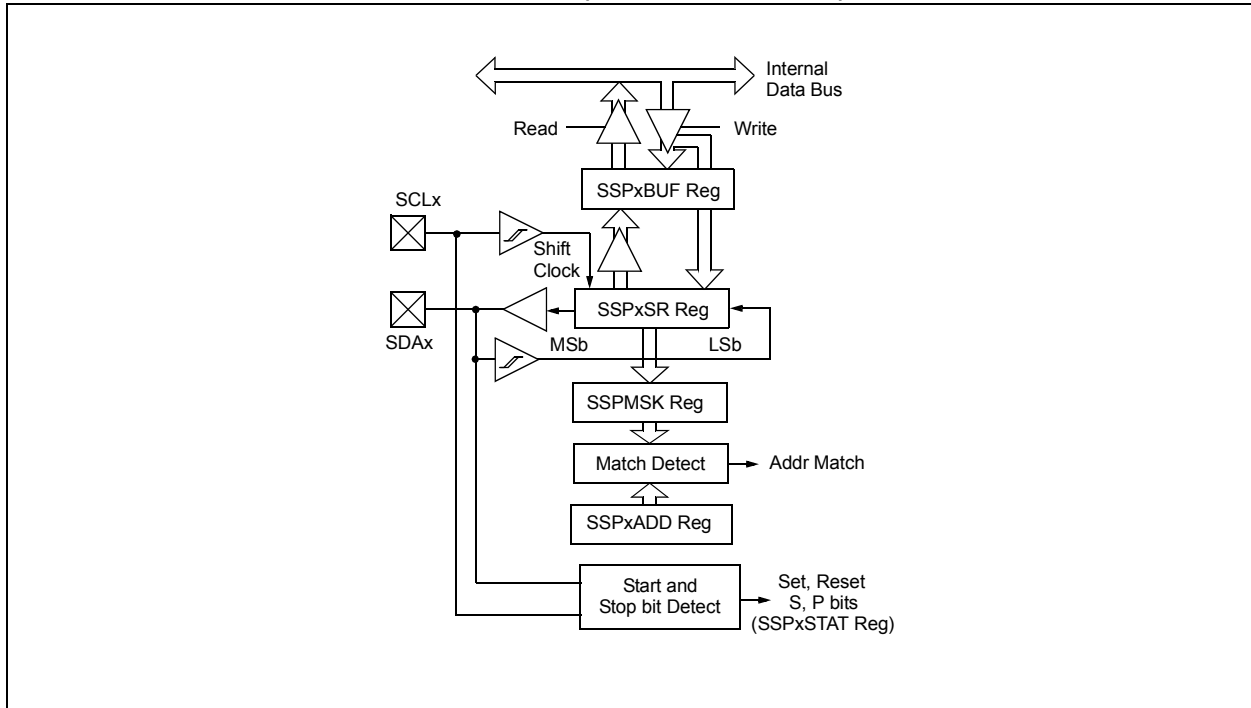 Internal
Data Bus
Read
Write
SSPxBUF Reg
SCLx
Shift
Clock
SSPxSR Reg
SDAx
MSb
LSb
SSPMSK Reg
Match Detect
Addr Match
SSPxADD Reg
Start and
Stop bit Detect
Set, Reset
S, P bits
(SSPxSTAT Reg)